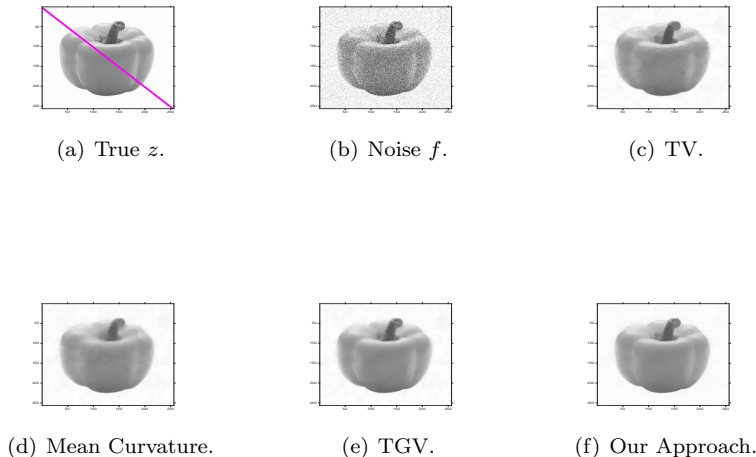 (a) True z.
(b) Noise f.
(c) TV.
(d) Mean Curvature.
(e) TGV.
(f) Our Approach.